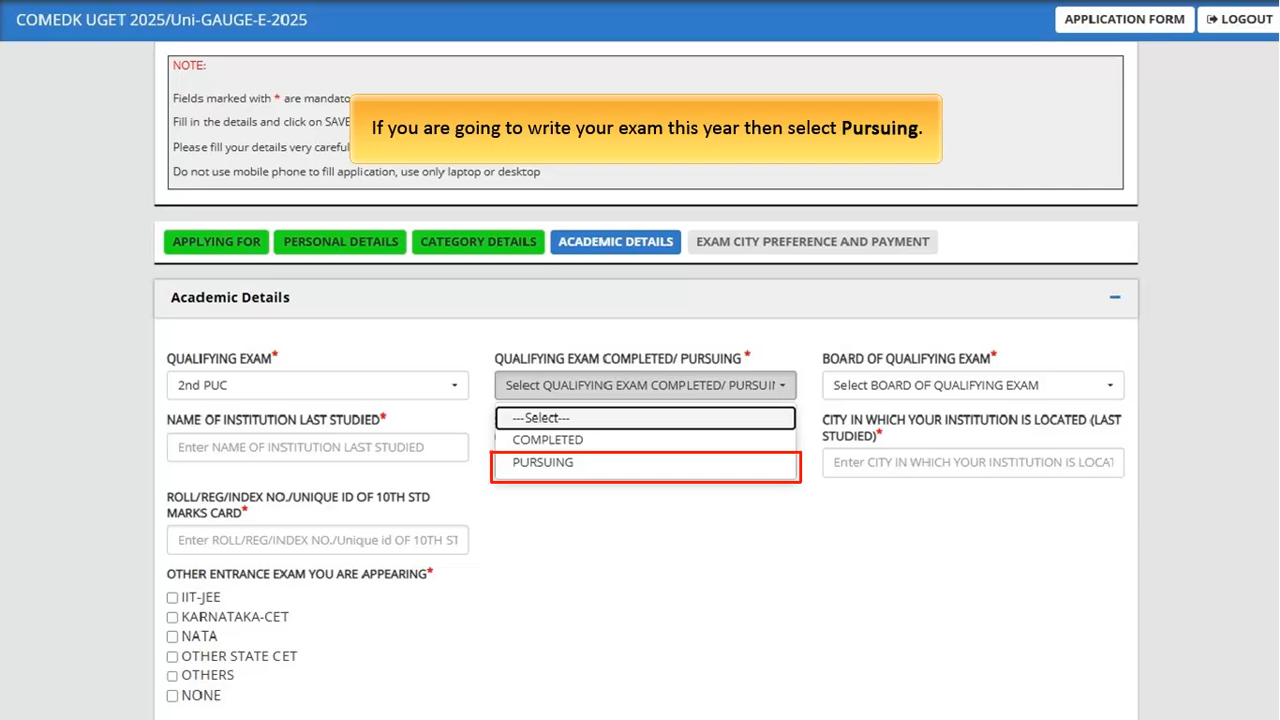 COMEDK UGET 2025/Uni-GAUGE-E-2025
APPLICATION FORM
LOGOUT
NOTE:
Fields marked with * are mandato
Fill in the details and click on SAVE
Please fill your details very careful
Do not use mobile phone to fill application, use only laptop or desktop
If you are going to write your exam this year then select Pursuing.
APPLYING FOR
PERSONAL DETAILS
CATEGORY DETAILS
ACADEMIC DETAILS
EXAM CITY PREFERENCE AND PAYMENT
Academic Details
QUALIFYING EXAM*
2nd PUC
QUALIFYING EXAM COMPLETED/ PURSUING *
Select QUALIFYING EXAM COMPLETED/ PURSUIN
---Select---
COMPLETED
PURSUING
BOARD OF QUALIFYING EXAM*
Select BOARD OF QUALIFYING EXAM
NAME OF INSTITUTION LAST STUDIED*
Enter NAME OF INSTITUTION LAST STUDIED
CITY IN WHICH YOUR INSTITUTION IS LOCATED (LAST
STUDIED)*
Enter CITY IN WHICH YOUR INSTITUTION IS LOCAT
ROLL/REG/INDEX NO./UNIQUE ID OF 10TH STD
MARKS CARD*
Enter ROLL/REG/INDEX NO./Unique id OF 10TH ST
OTHER ENTRANCE EXAM YOU ARE APPEARING*
IIT-JEE
KARNATAKA-CET
NATA
OTHER STATE CET
OTHERS
NONE